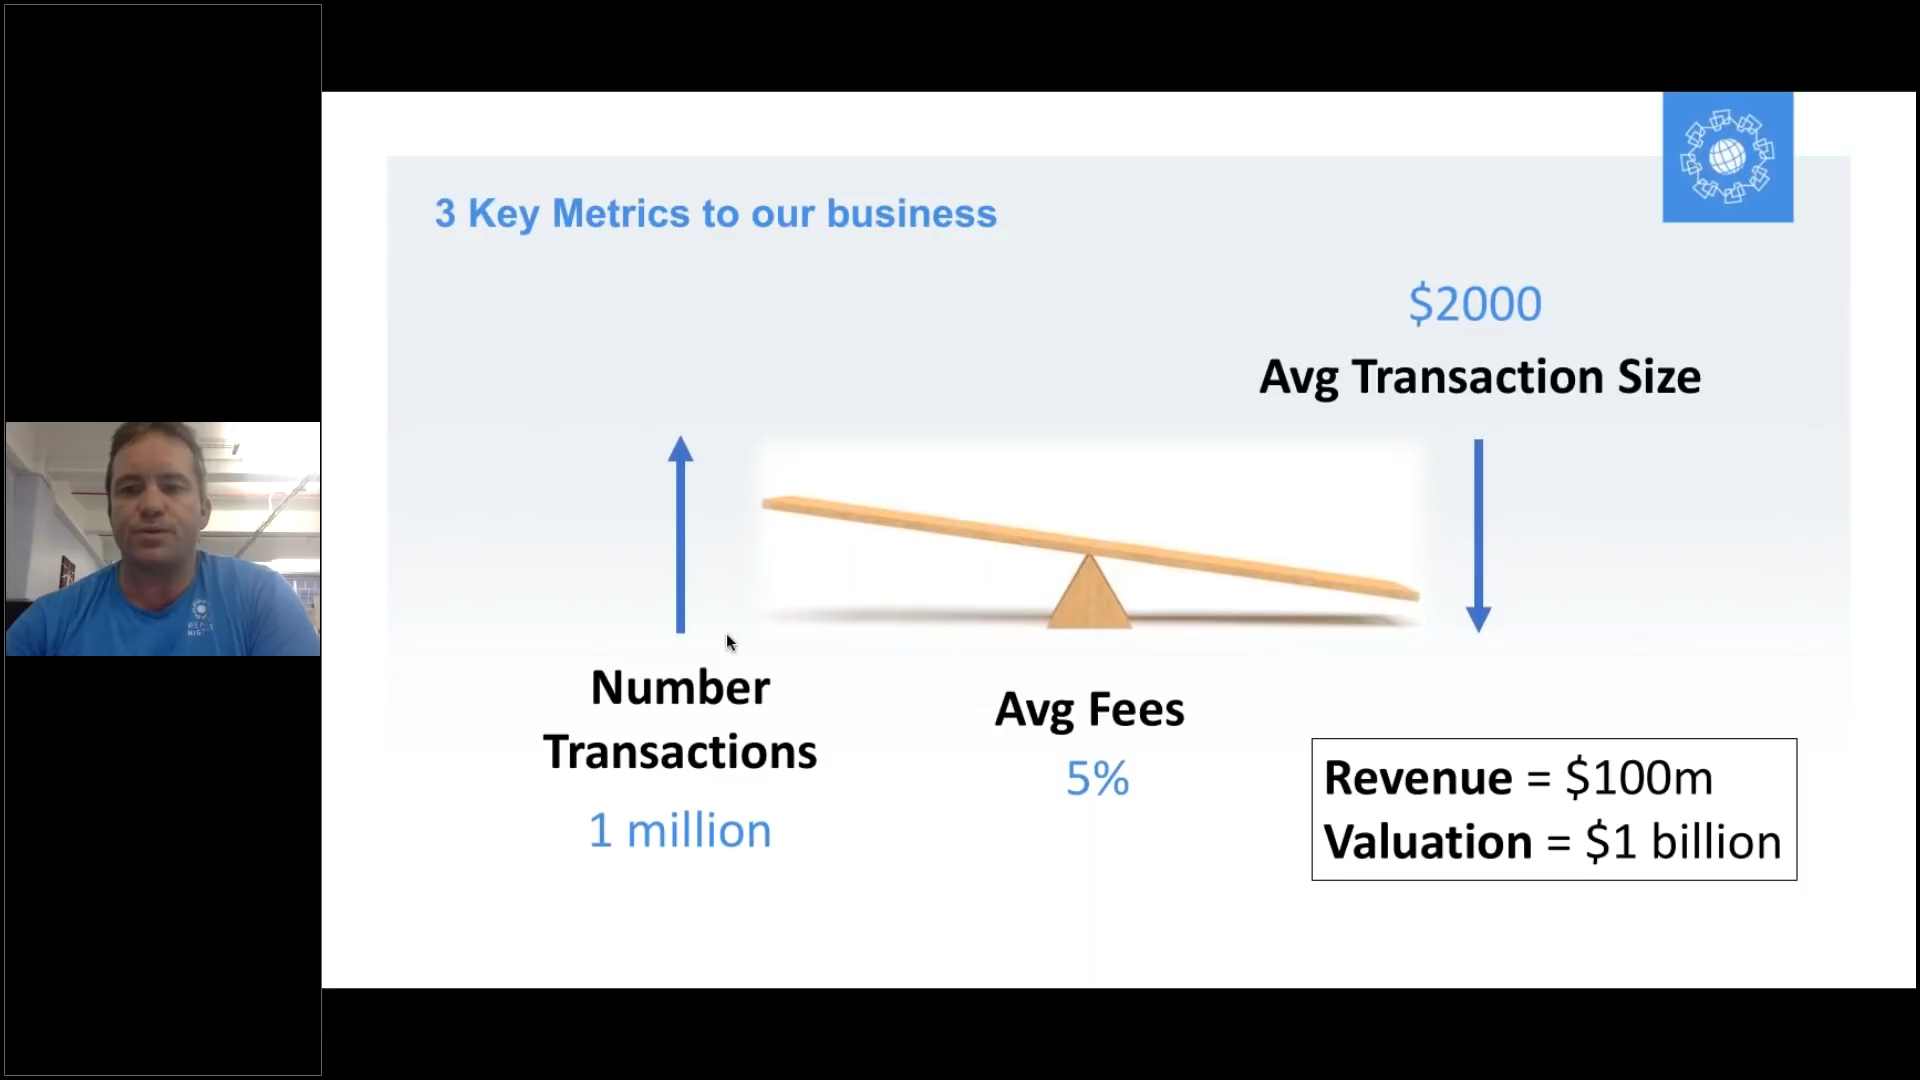 3 Key Metrics to our business
$2000
Avg Transaction Size
Number
Transactions
1 million
Avg Fees
5%
Revenue = $100m
Valuation = $1 billion